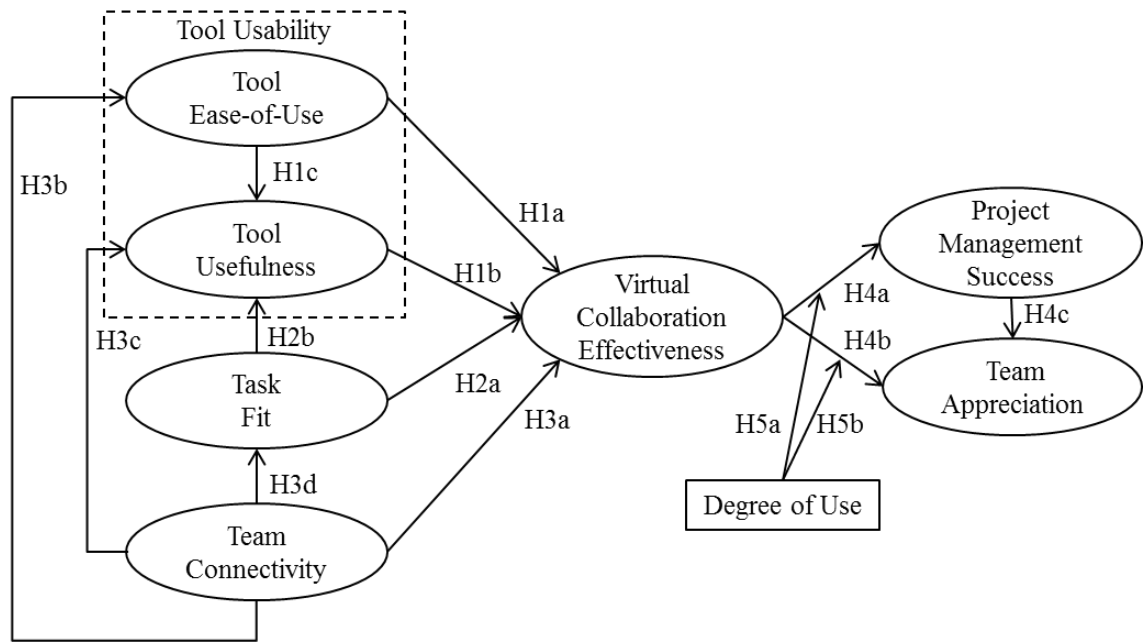 Tool Usability
Tool
Ease-of-Use
H3b
H1c
H1a
Tool
Usefulness
H1b
Project
Management
Success
Virtual
Collaboration
Effectiveness
H4a
H4c
H3c
H2b
H4b
Task
Fit
H2a
Team
Appreciation
H3a
H5a
H5b
H3d
Degree of Use
Team
Connectivity